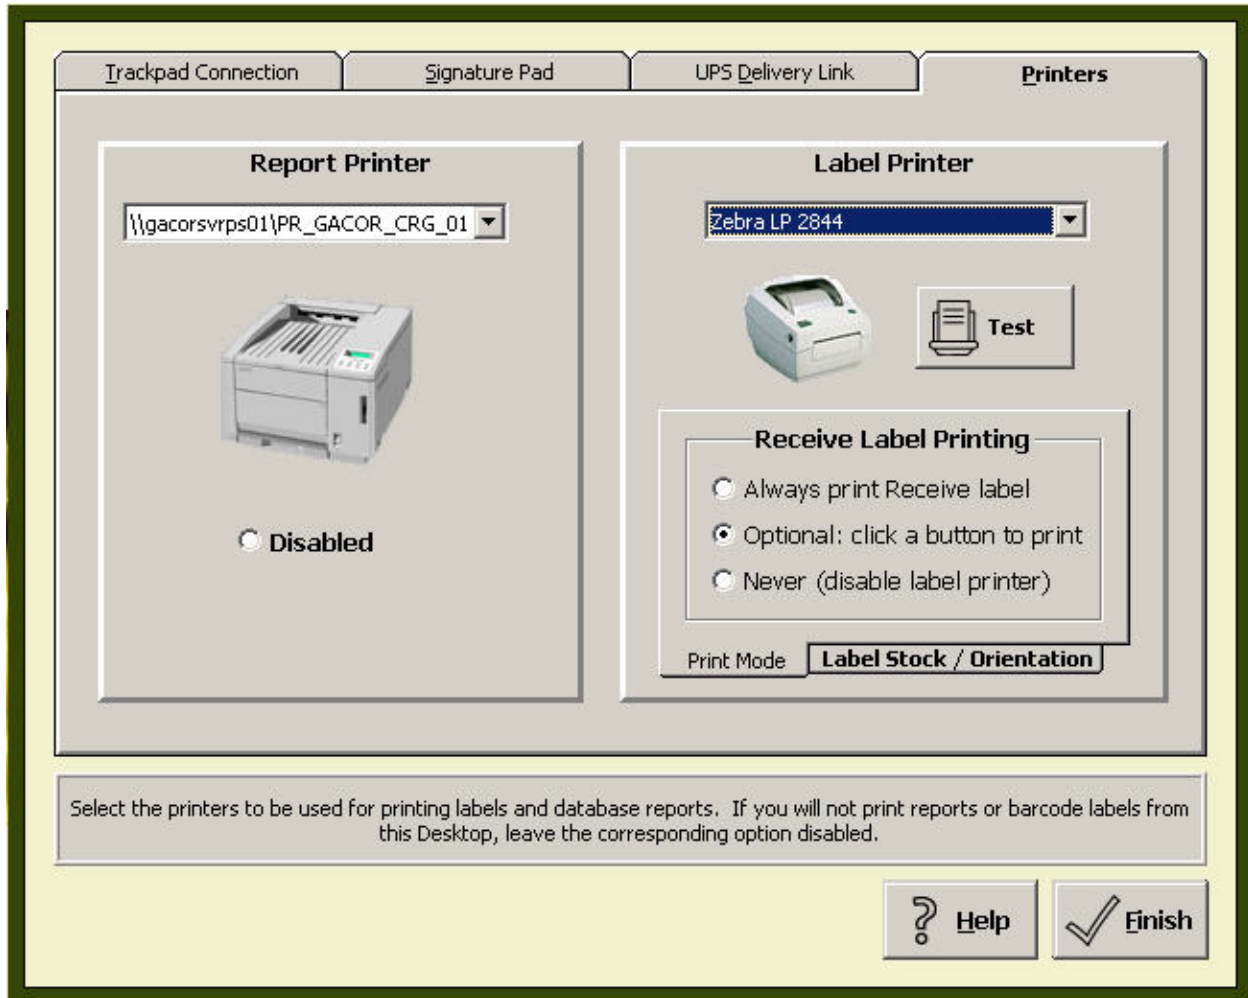 Trackpad Connection
Signature Pad
UPS Delivery Link
Printers
Report Printer
\\gacorsvrps01\PR_GACOR_CRG_01
Disabled
Label Printer
Zebra LP 2844
Test
Receive Label Printing
Always print Receive label
Optional: click a button to print
Never (disable label printer)
Print Mode
Label Stock / Orientation
Select the printers to be used for printing labels and database reports.  If you will not print reports or barcode labels from
this Desktop, leave the corresponding option disabled.
Help
Finish